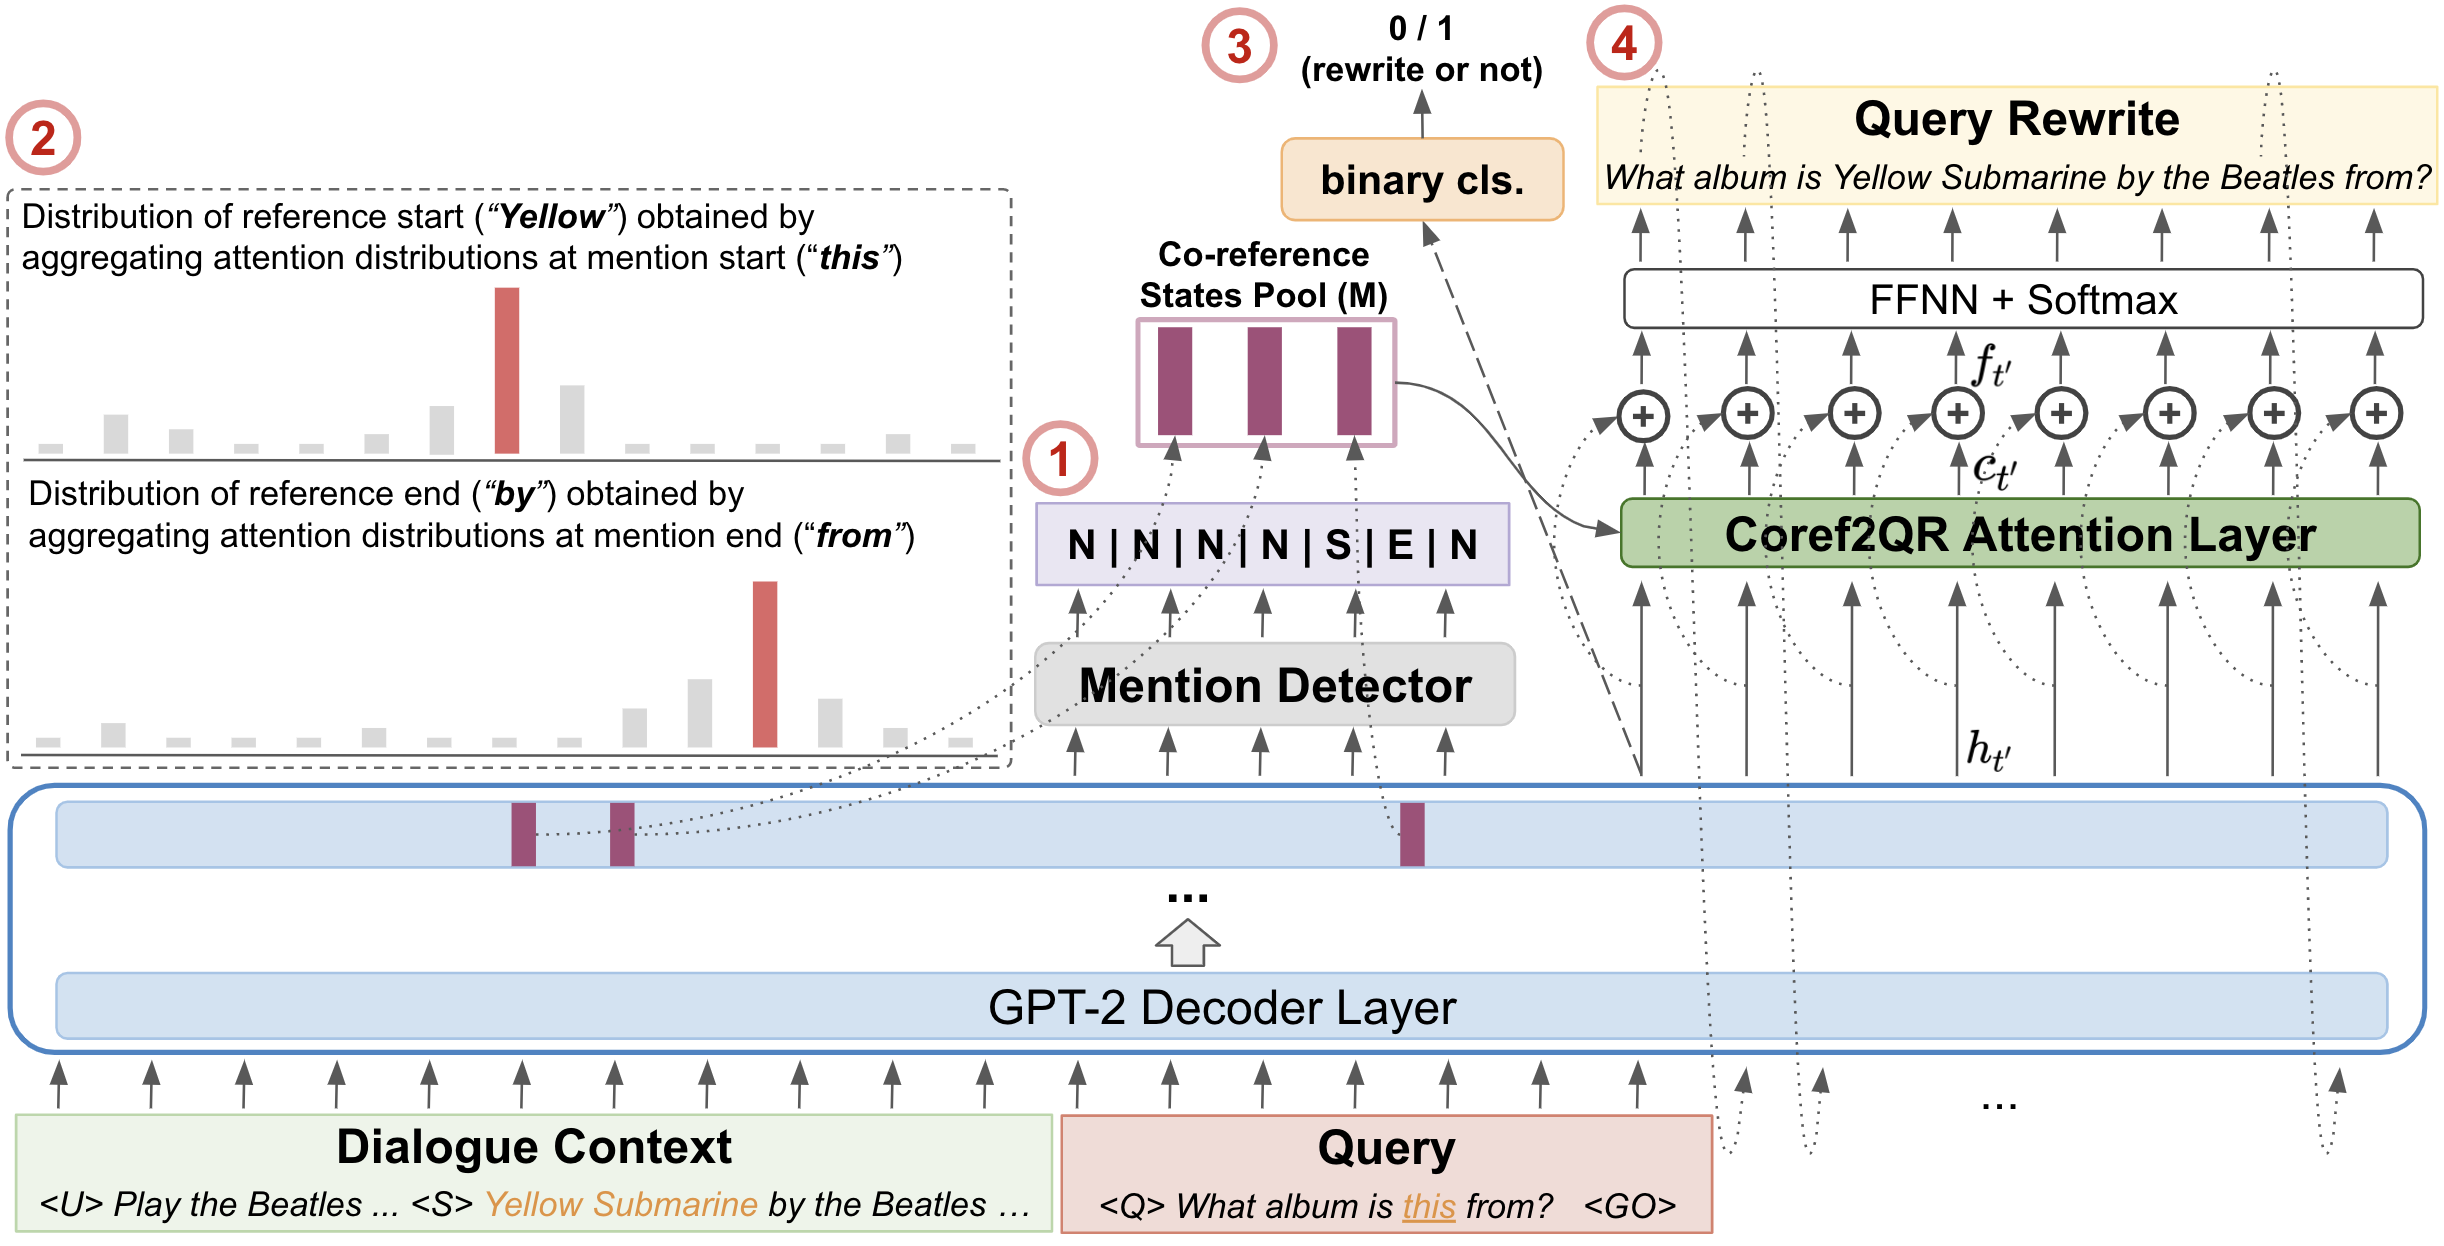 2
Distribution of reference start (“Yellow”) obtained by
aggregating attention distributions at mention start (“this”)
Distribution of reference end (“by”) obtained by
aggregating attention distributions at mention end (“from”)
3
0 / 1
(rewrite or not)
binary cls.
Co-reference
States Pool (M)
1
N | N | N | N | S | E | N
Mention Detector
4
Query Rewrite
What album is Yellow Submarine by the Beatles from?
FFNN + Softmax
f_{t'}
+ + + + + + + +
c_{t'}
Coref2QR Attention Layer
h_{t'}
...
GPT-2 Decoder Layer
...
Dialogue Context
<U> Play the Beatles ... <S> Yellow Submarine by the Beatles …
Query
<Q> What album is this from? <GO>